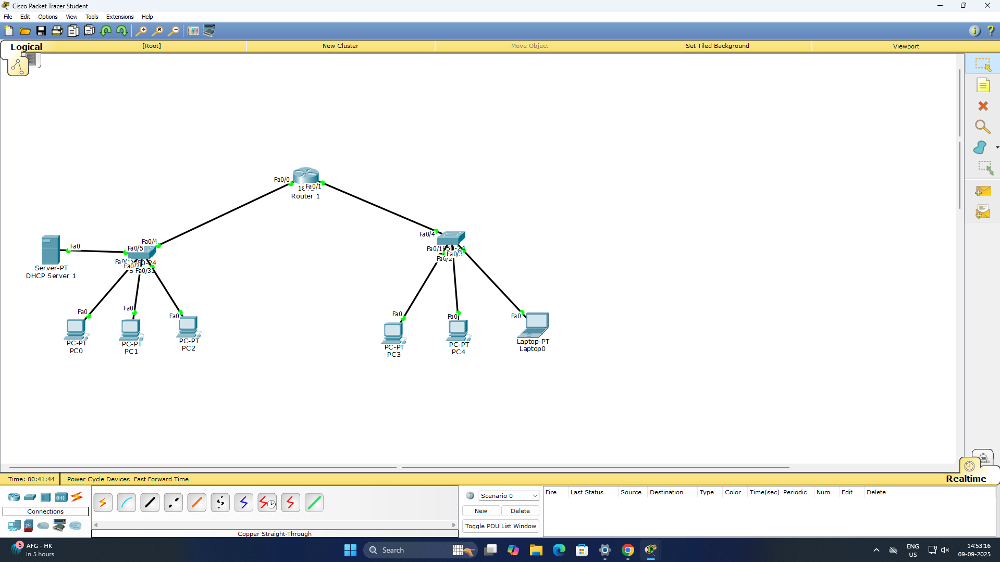 Cisco Packet Tracer Student
File Edit Options View Tools Extensions Help
Logical [Root] New Cluster Move Object Set Tiled Background Viewport
Fa0/0
Fa0/1
Router 1
Fa0/4
Fa0/5
Fa0
Server-PT
DHCP Server 1
Fa0/2
Fa0/3
Fa0/4
Fa0/1
Fa0/3
Fa0/2
Fa0
Fa0
Fa0
PC-PT
PC0
PC-PT
PC1
PC-PT
PC2
Fa0
Fa0
Fa0
PC-PT
PC3
PC-PT
PC4
Laptop-PT
Laptop0
Time: 00:41:44 Power Cycle Devices Fast Forward Time
Realtime
Connections
Copper Straight-Through
Scenario 0
New Delete
Toggle PDU List Window
Fire Last Status Source Destination Type Color Time(sec) Periodic Num Edit Delete
5
AFG - HK
In 5 hours
Search
ENG
US
14:53:16
09-09-2025